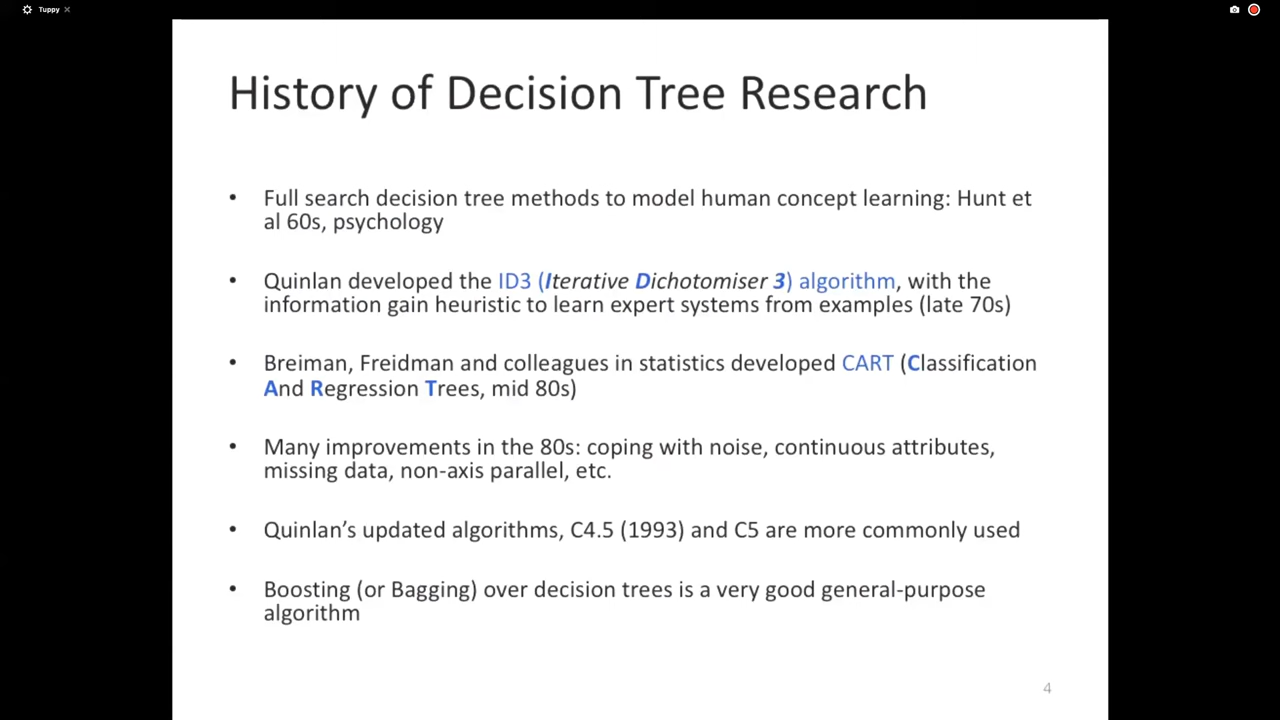 Tuppy
History of Decision Tree Research
• Full search decision tree methods to model human concept learning: Hunt et
al 60s, psychology
• Quinlan developed the ID3 (Iterative Dichotomiser 3) algorithm, with the
information gain heuristic to learn expert systems from examples (late 70s)
• Breiman, Freidman and colleagues in statistics developed CART (Classification
And Regression Trees, mid 80s)
• Many improvements in the 80s: coping with noise, continuous attributes,
missing data, non-axis parallel, etc.
• Quinlan’s updated algorithms, C4.5 (1993) and C5 are more commonly used
• Boosting (or Bagging) over decision trees is a very good general-purpose
algorithm
4